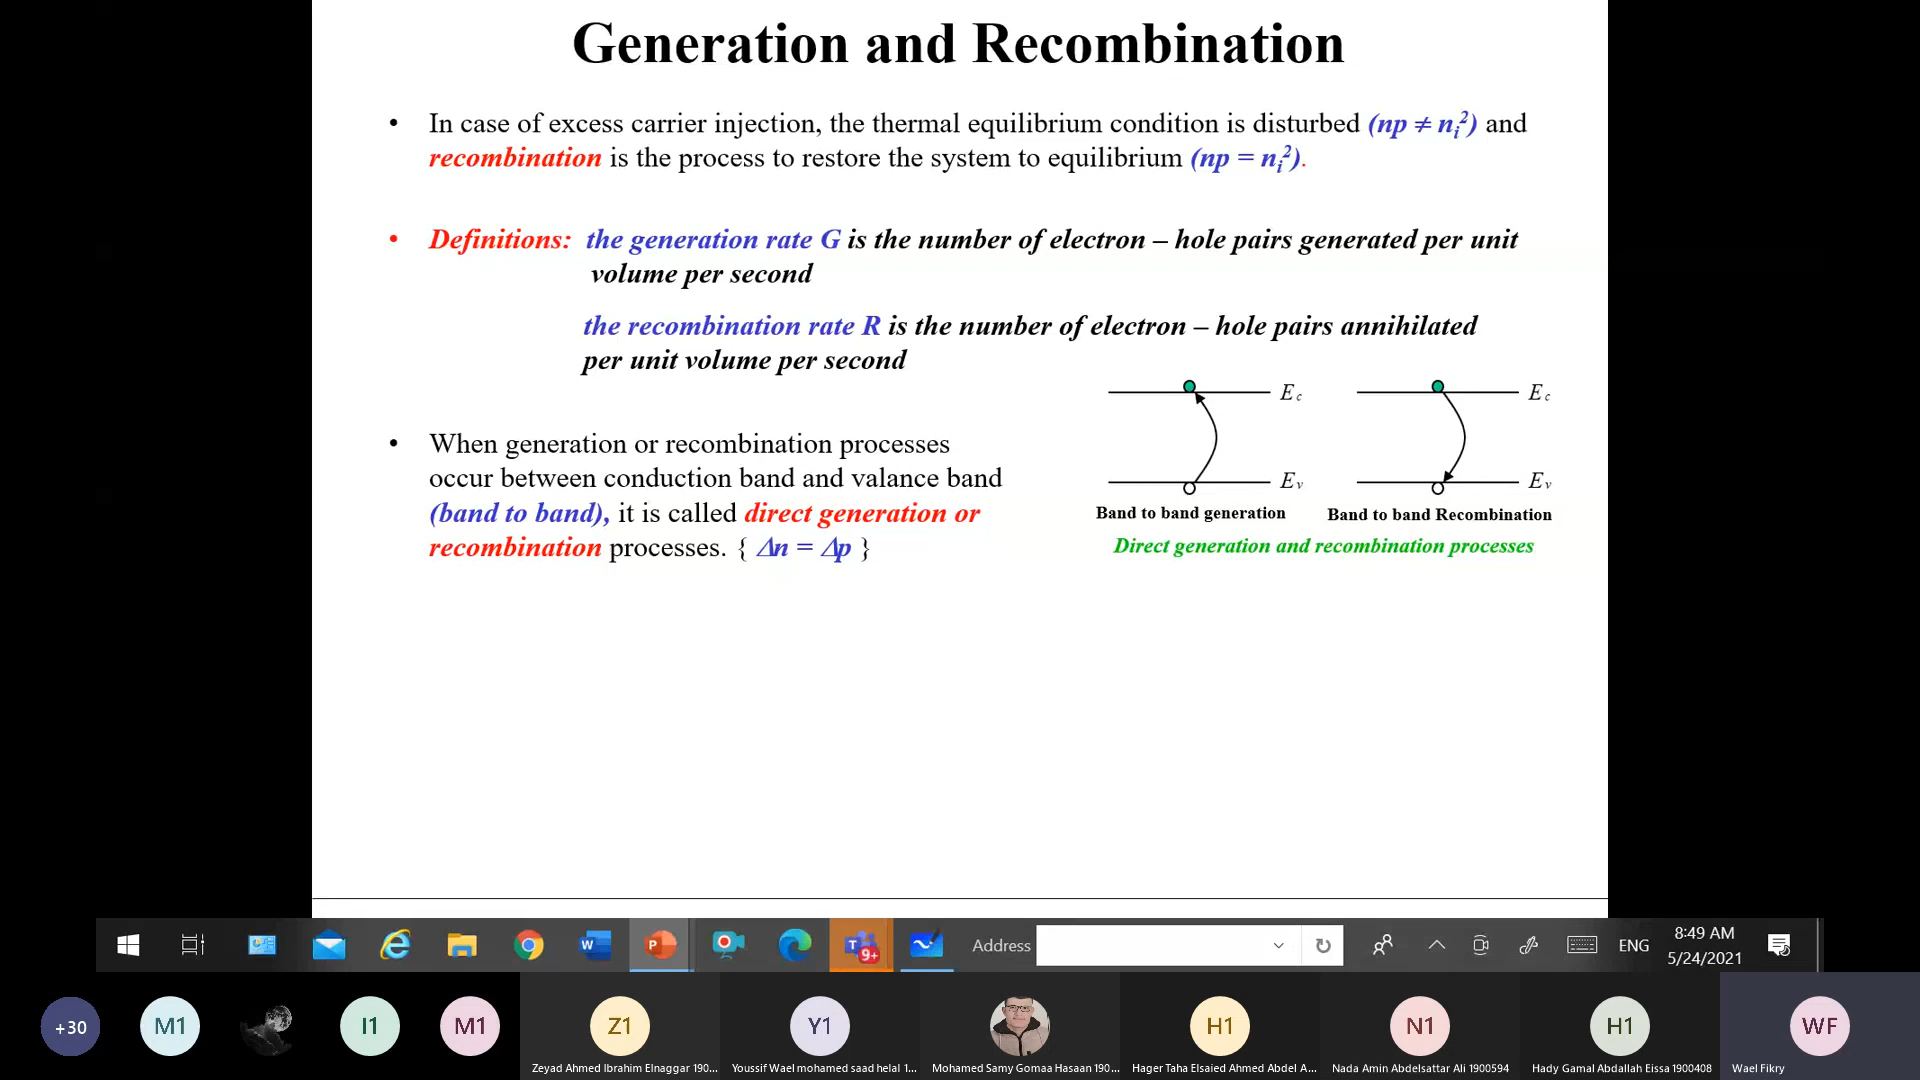 Generation and Recombination
• In case of excess carrier injection, the thermal equilibrium condition is disturbed (np ≠ nᵢ²) and
recombination is the process to restore the system to equilibrium (np = nᵢ²).
• Definitions: the generation rate G is the number of electron – hole pairs generated per unit
volume per second
the recombination rate R is the number of electron – hole pairs annihilated
per unit volume per second
• When generation or recombination processes
occur between conduction band and valance band
(band to band), it is called direct generation or
recombination processes. { Δn = Δp }
E_c E_c
E_v E_v
Band to band generation Band to band Recombination
Direct generation and recombination processes
Address
ENG
8:49 AM
5/24/2021
9+
+30 M1 I1 M1 Z1 Y1 H1 N1 H1 WF
Zeyad Ahmed Ibrahim Elnaggar 190... Youssif Wael mohamed saad helal 1... Mohamed Samy Gomaa Hasaan 190... Hager Taha Elsaied Ahmed Abdel A... Nada Amin Abdelsattar Ali 1900594 Hady Gamal Abdallah Eissa 1900408 Wael Fikry